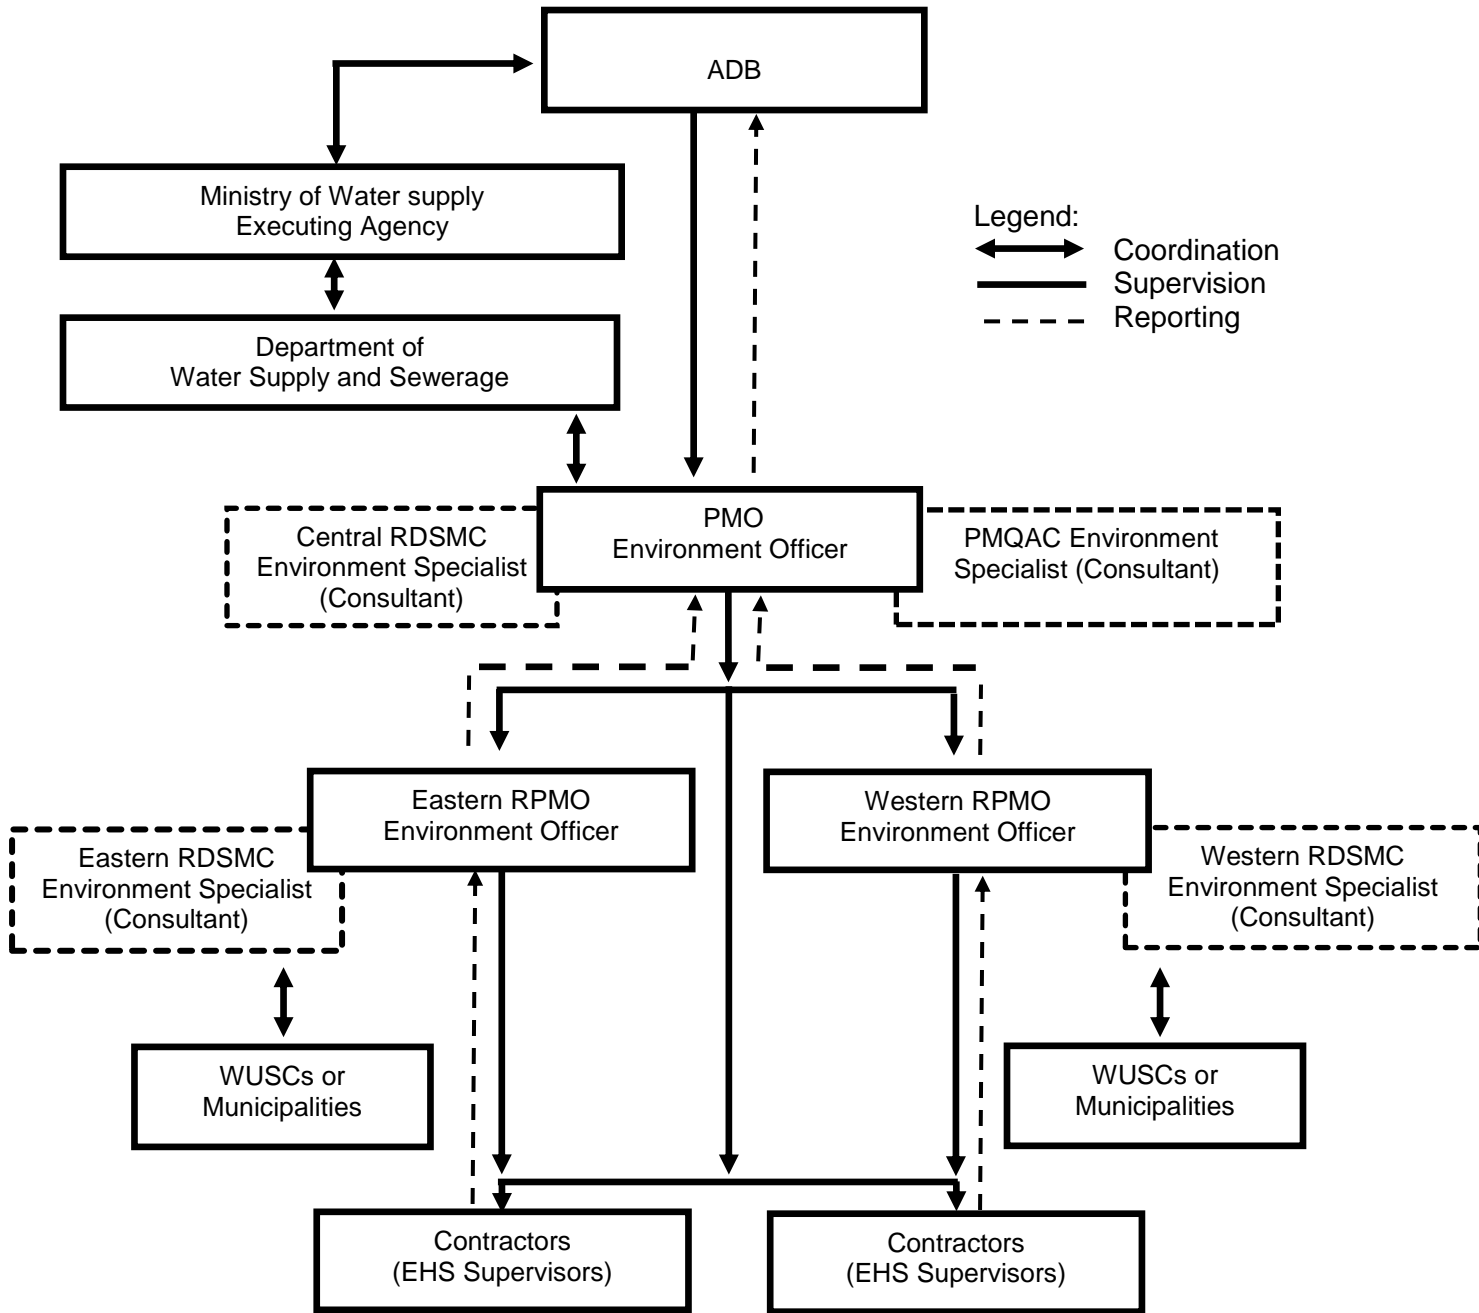 ADB
Ministry of Water supply
Executing Agency
Legend:
Coordination
Supervision
Reporting
Department of
Water Supply and Sewerage
Central RDSMC
Environment Specialist
(Consultant)
PMO
Environment Officer
PMQAC Environment
Specialist (Consultant)
Eastern RPMO
Environment Officer
Western RPMO
Environment Officer
Eastern RDSMC
Environment Specialist
(Consultant)
Western RDSMC
Environment Specialist
(Consultant)
WUSCs or
Municipalities
WUSCs or
Municipalities
Contractors
(EHS Supervisors)
Contractors
(EHS Supervisors)